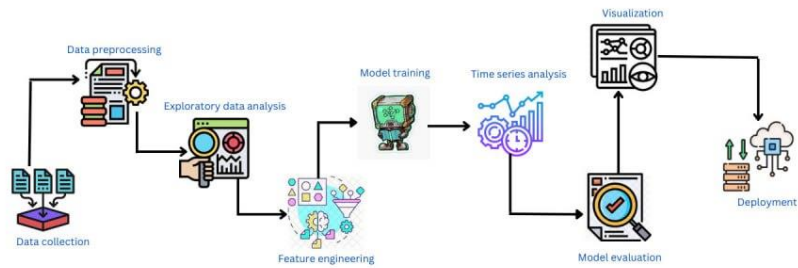 Data collection
Data preprocessing
Exploratory data analysis
Feature engineering
Model training
Time series analysis
Model evaluation
Visualization
Deployment